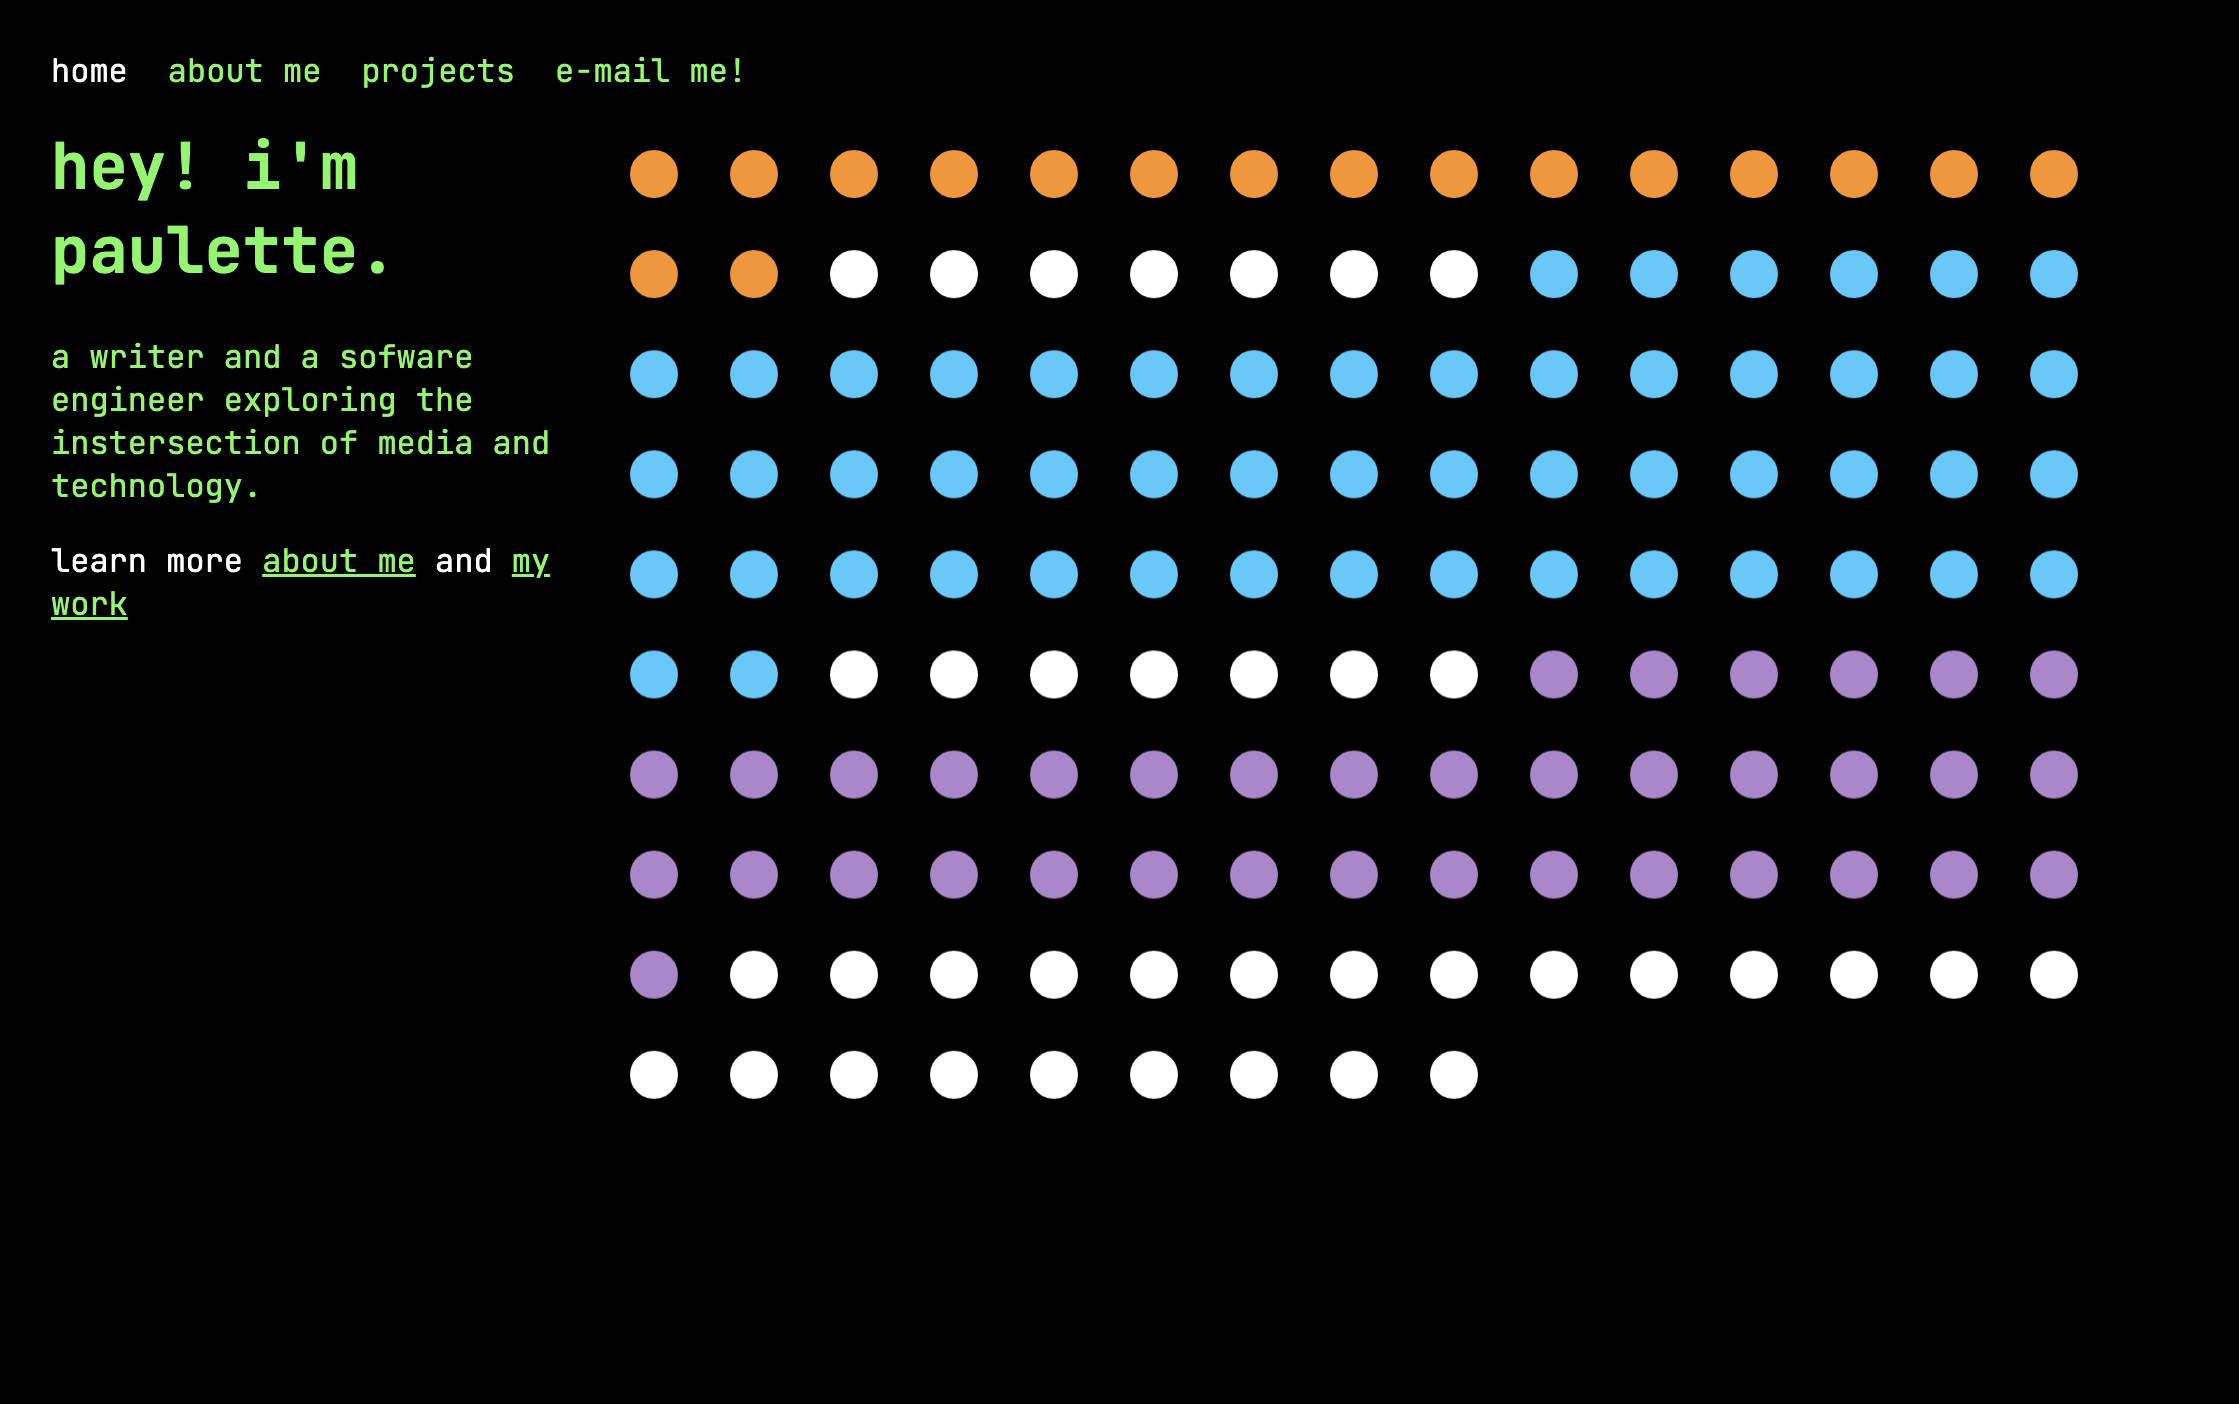 home about me projects e-mail me!
hey! i'm
paulette.
a writer and a sofware
engineer exploring the
instersection of media and
technology.
learn more about me and my
work